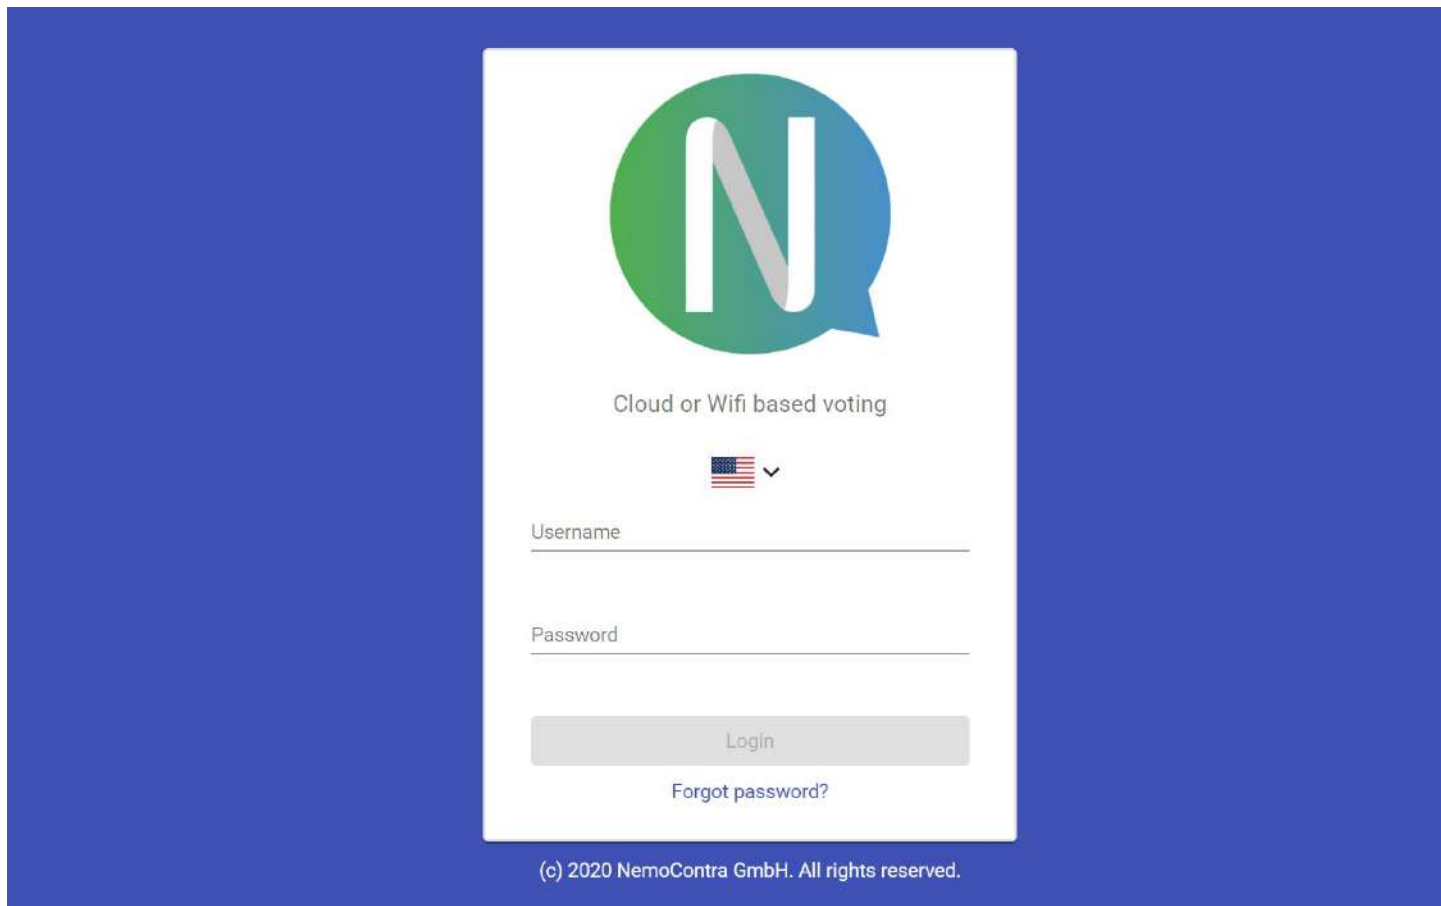 N
Cloud or Wifi based voting
Username
Password
Login
Forgot password?
(c) 2020 NemoContra GmbH. All rights reserved.